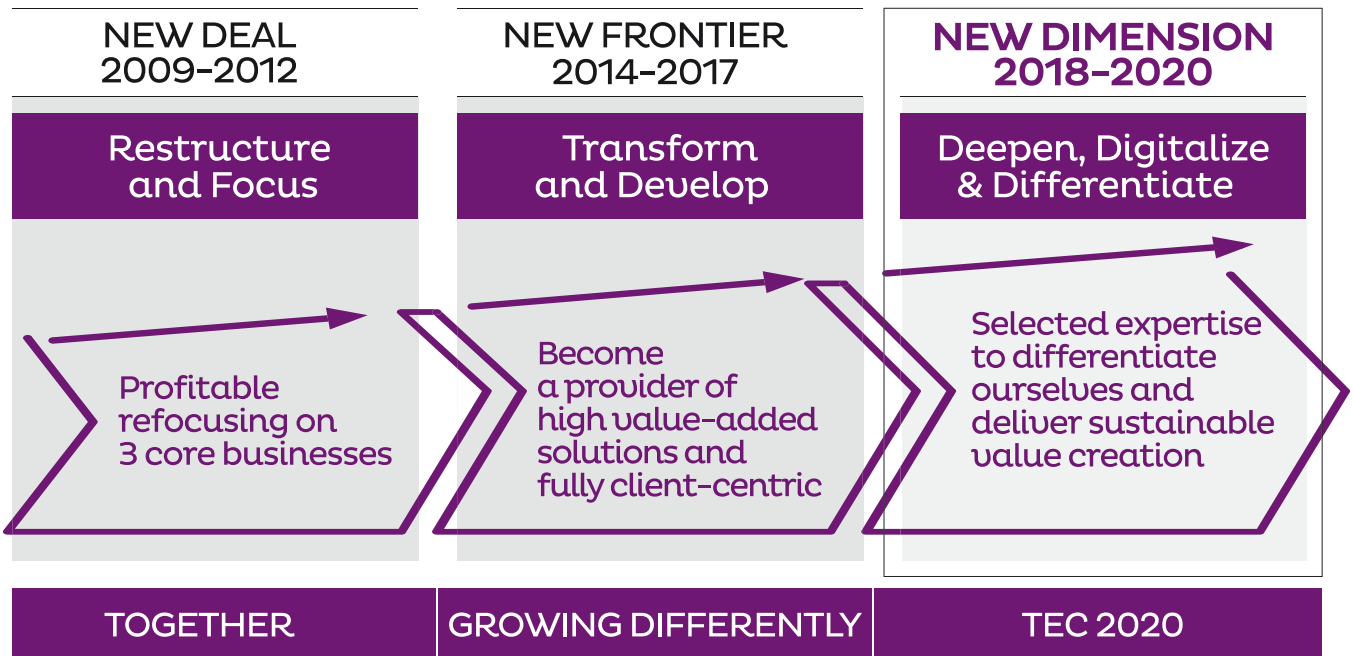 NEW DEAL
2009–2012
Restructure
and Focus
Profitable
refocusing on
3 core businesses
TOGETHER
NEW FRONTIER
2014–2017
Transform
and Develop
Become
a provider of
high value-added
solutions and
fully client-centric
GROWING DIFFERENTLY
NEW DIMENSION
2018–2020
Deepen, Digitalize
& Differentiate
Selected expertise
to differentiate
ourselves and
deliver sustainable
value creation
TEC 2020